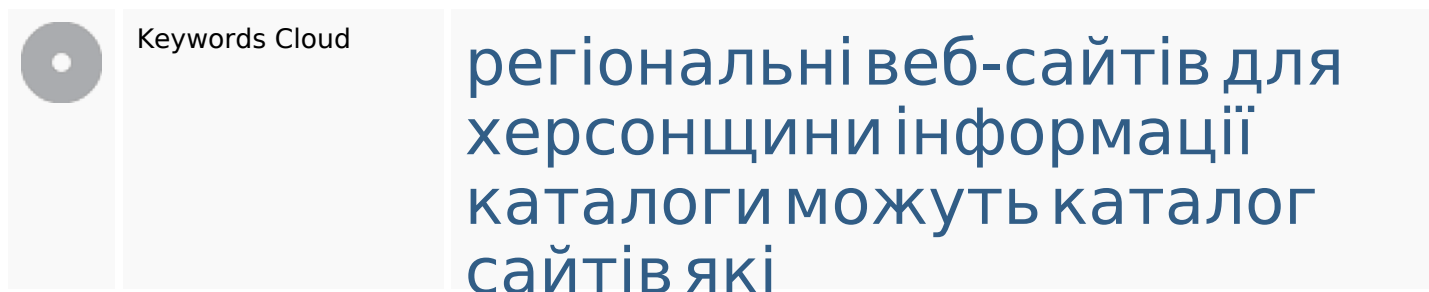 Keywords Cloud
регіональні веб-сайтів для
херсонщини інформації
каталоги можуть каталог
сайтів які